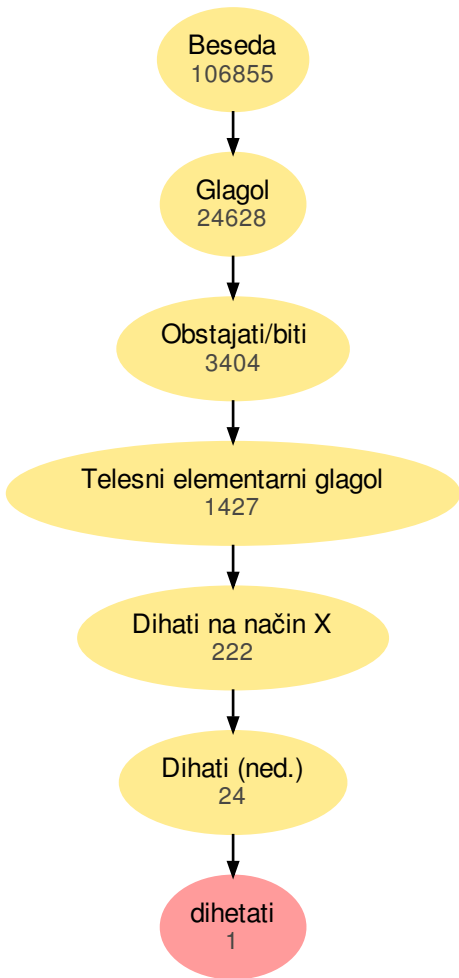 Beseda
106855
Glagol
24628
Obstajati/biti
3404
Telesni elementarni glagol
1427
Dihati na način X
222
Dihati (ned.)
24
dihetati
1